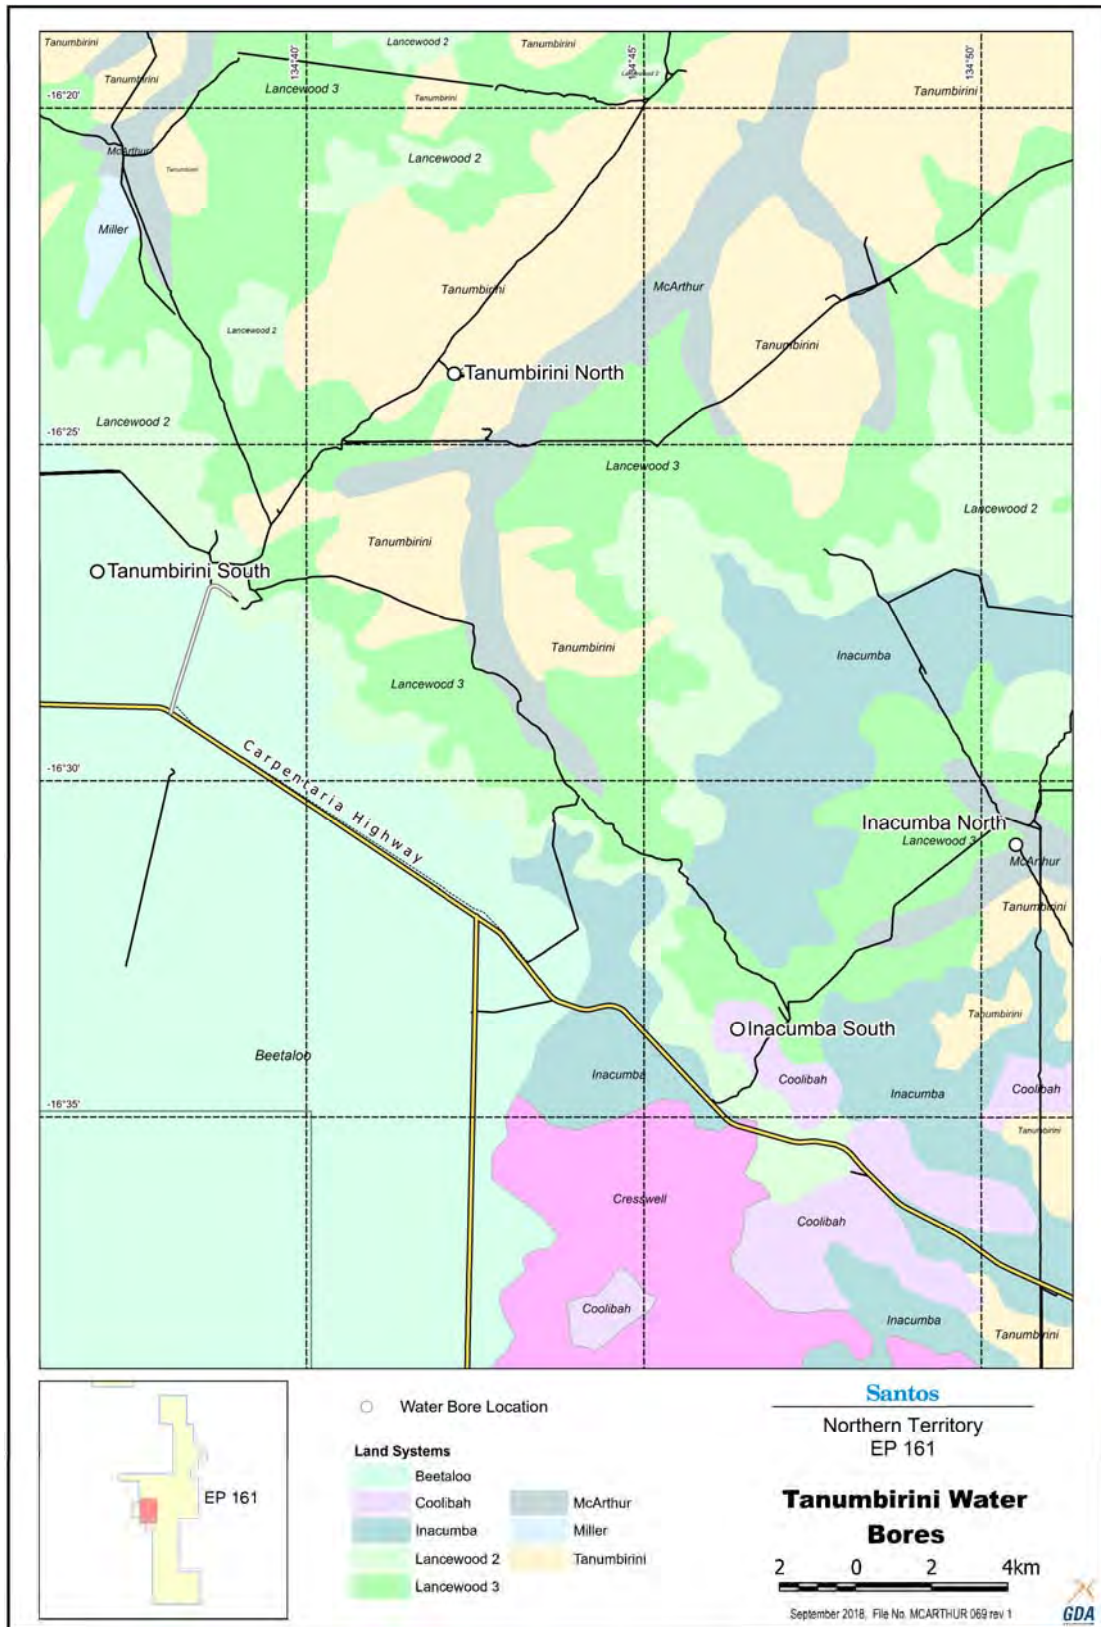 134°40'
134°45'
134°50'
Tanumbirini
Lancewood 2
Tanumbirini
Lancewood 2
Tanumbirini
Lancewood 3
Tanumbirini
Tanumbirini
-16°20'
McArthur
Tanumbirini
Lancewood 2
Miller
Tanumbirini
McArthur
Lancewood 2
Tanumbirini
Tanumbirini North
Lancewood 2
-16°25'
Lancewood 3
Lancewood 2
Tanumbirini
Tanumbirini South
Tanumbirini
Inacumba
Lancewood 3
Carpentaria Highway
-16°30'
Inacumba North
Lancewood 3
McArthur
Tanumbirini
Tanumbirini
Inacumba South
Beetaloo
Inacumba
Coolibah
Inacumba
Coolibah
-16°35'
Tanumbirini
Cresswell
Coolibah
Coolibah
Inacumba
Tanumbirini
EP 161
Water Bore Location
Land Systems
Beetaloo
Coolibah
Inacumba
Lancewood 2
Lancewood 3
McArthur
Miller
Tanumbirini
Santos
Northern Territory
EP 161
Tanumbirini Water
Bores
2 0 2 4km
September 2018, File No. MCARTHUR 069 rev 1
GDA